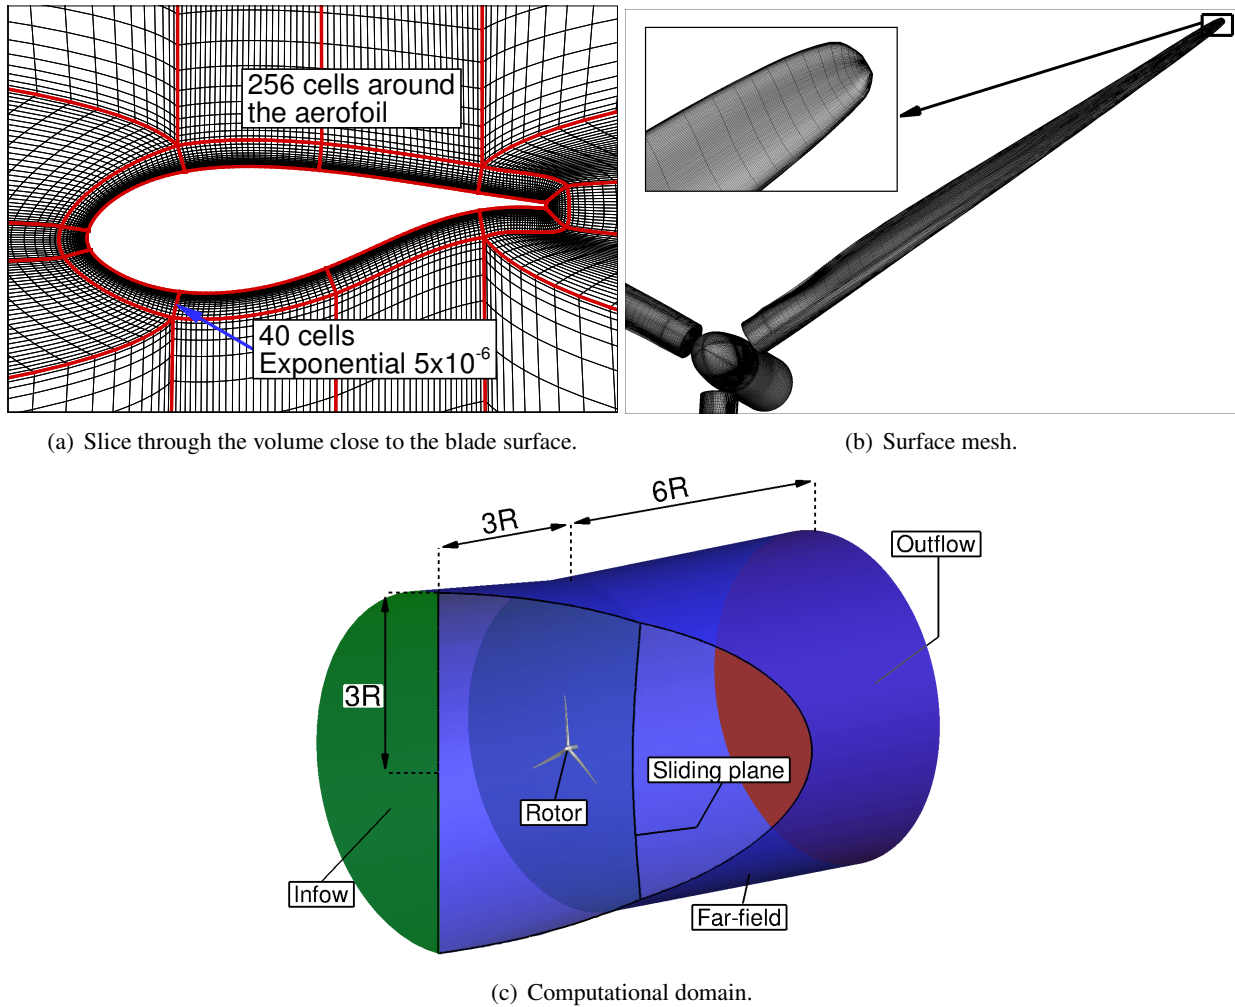 256 cells around
the aerofoil
40 cells
Exponential 5x10⁻⁶
(a) Slice through the volume close to the blade surface.
(b) Surface mesh.
3R
6R
Outflow
3R
Sliding plane
Rotor
Infow
Far-field
(c) Computational domain.